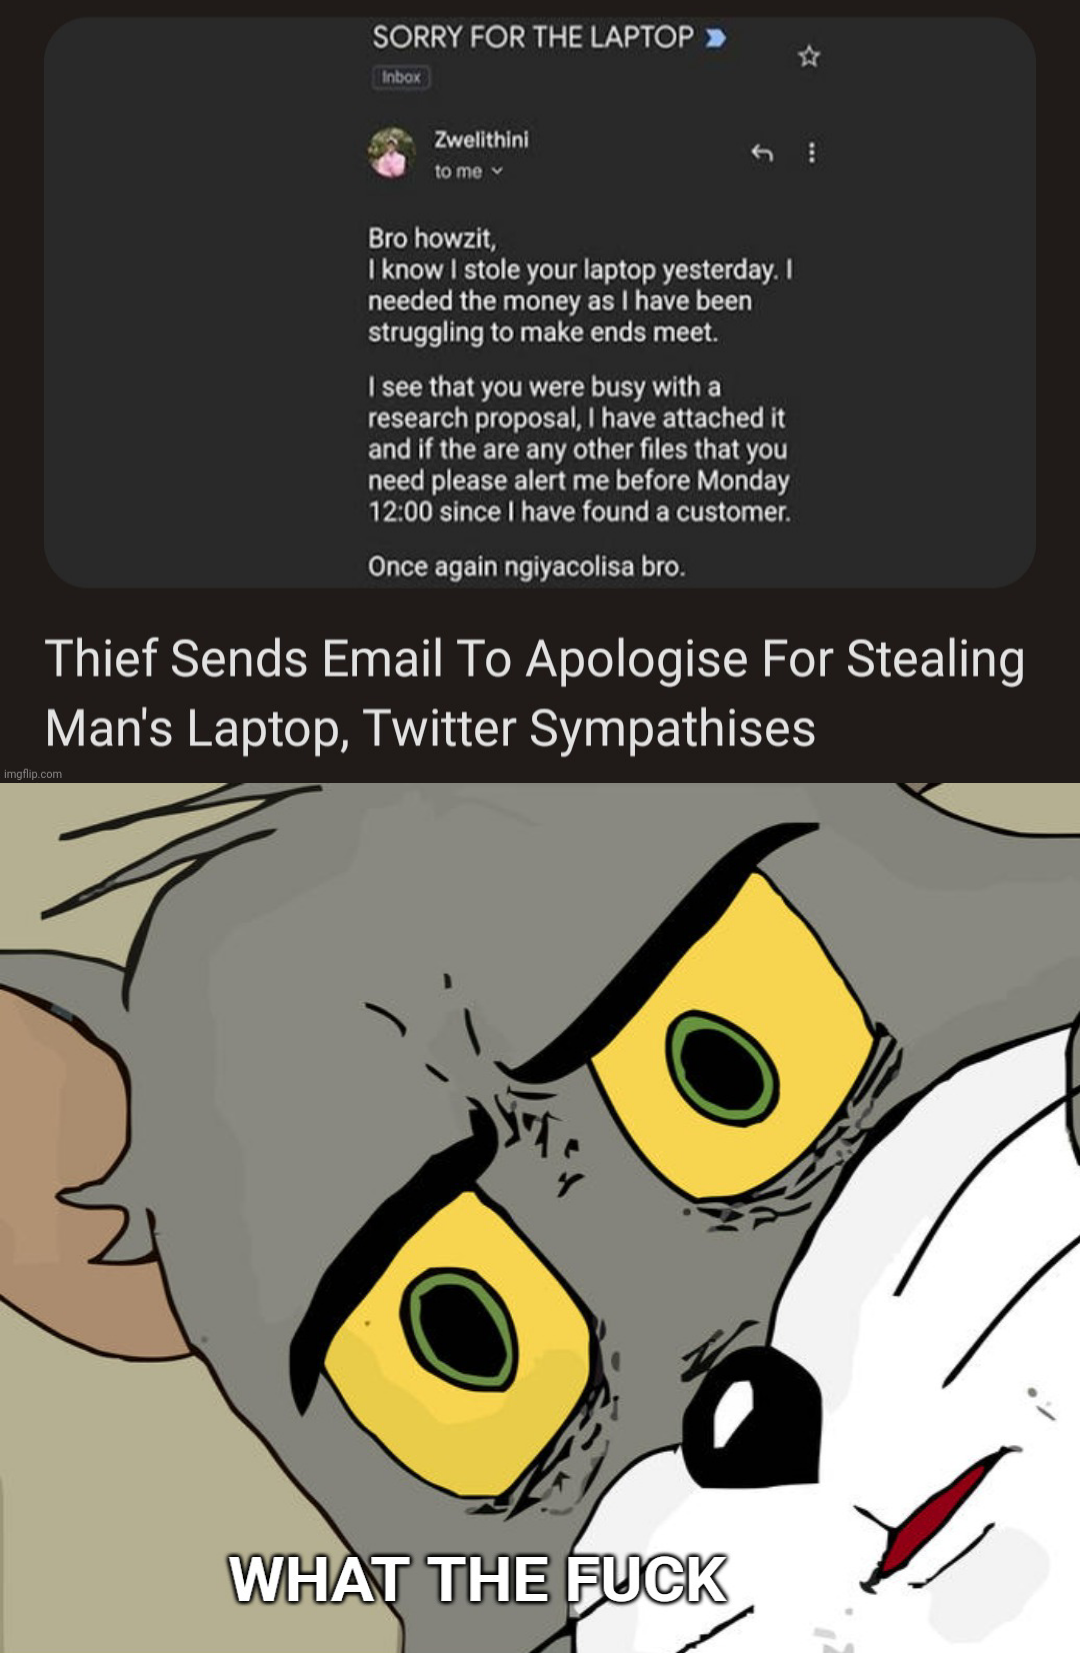 SORRY FOR THE LAPTOP
Inbox
Zwelithini
to me
Bro howzit,
I know I stole your laptop yesterday. I
needed the money as I have been
struggling to make ends meet.
I see that you were busy with a
research proposal, I have attached it
and if the are any other files that you
need please alert me before Monday
12:00 since I have found a customer.
Once again ngiyacolisa bro.
Thief Sends Email To Apologise For Stealing
Man's Laptop, Twitter Sympathises
imgflip.com
WHAT THE FUCK